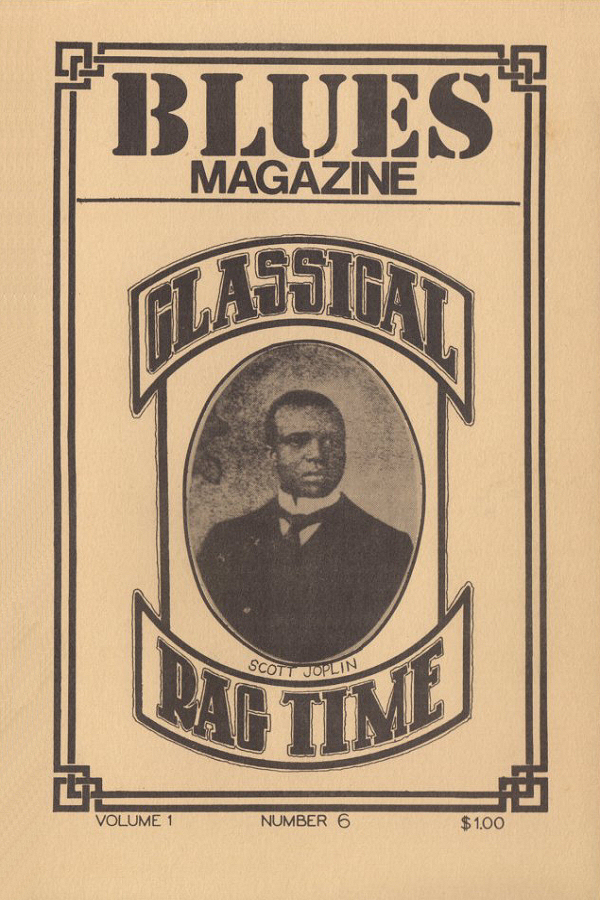 BLUES
MAGAZINE
CLASSICAL
SCOTT JOPLIN
RAG TIME
VOLUME 1 NUMBER 6 $1.00